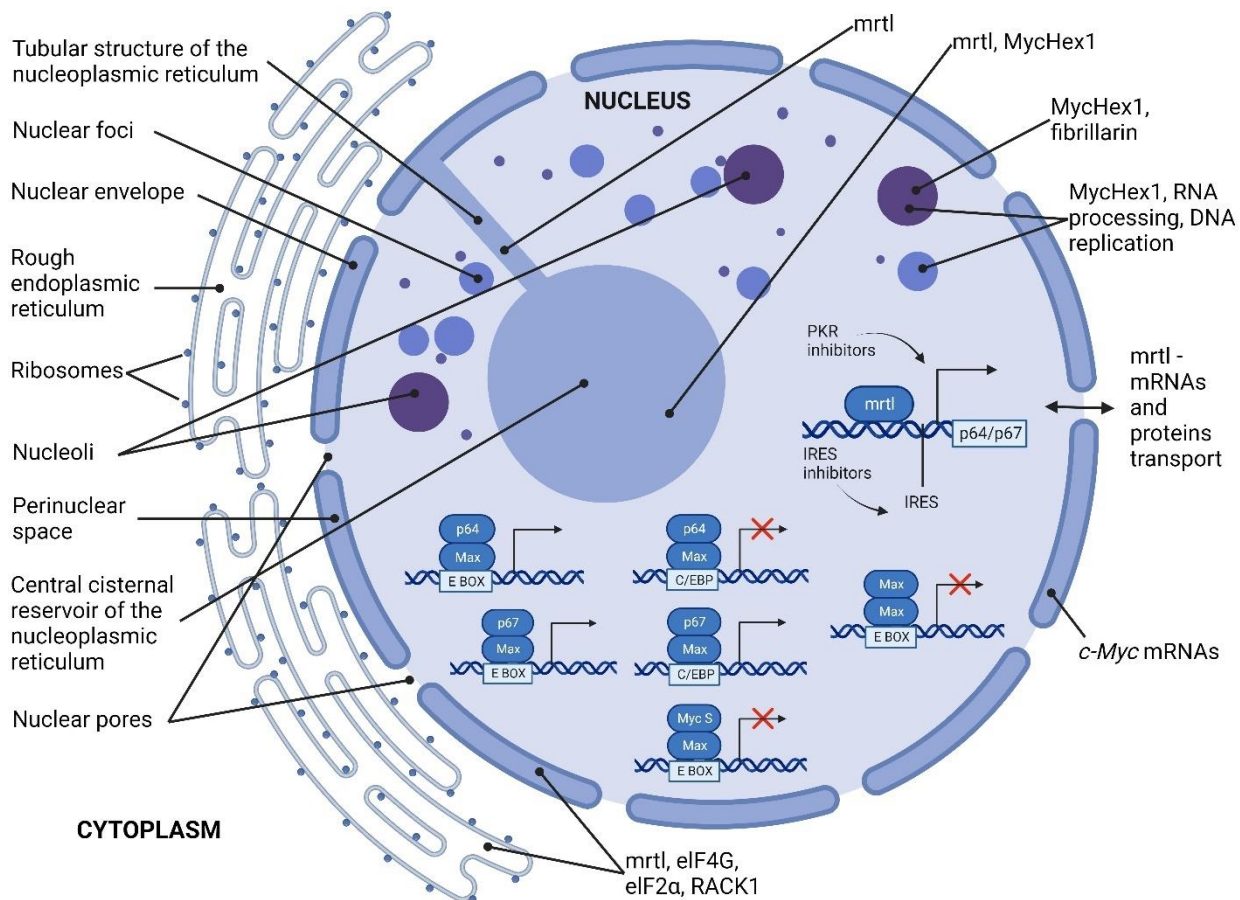 Tubular structure of the
nucleoplasmic reticulum
Nuclear foci
Nuclear envelope
Rough
endoplasmic
reticulum
Ribosomes
Nucleoli
Perinuclear
space
Central cisternal
reservoir of the
nucleoplasmic
reticulum
Nuclear pores
CYTOPLASM
NUCLEUS
mrtl
mrtl, MycHex1
MycHex1,
fibrillarin
MycHex1, RNA
processing, DNA
replication
PKR
inhibitors
mrtl
p64/p67
IRES
inhibitors
IRES
mrtl -
mRNAs
and
proteins
transport
p64
Max
E BOX
p64
Max
C/EBP
p67
Max
E BOX
p67
Max
C/EBP
Max
Max
E BOX
Myc S
Max
E BOX
c-Myc mRNAs
mrtl, eIF4G,
eIF2α, RACK1